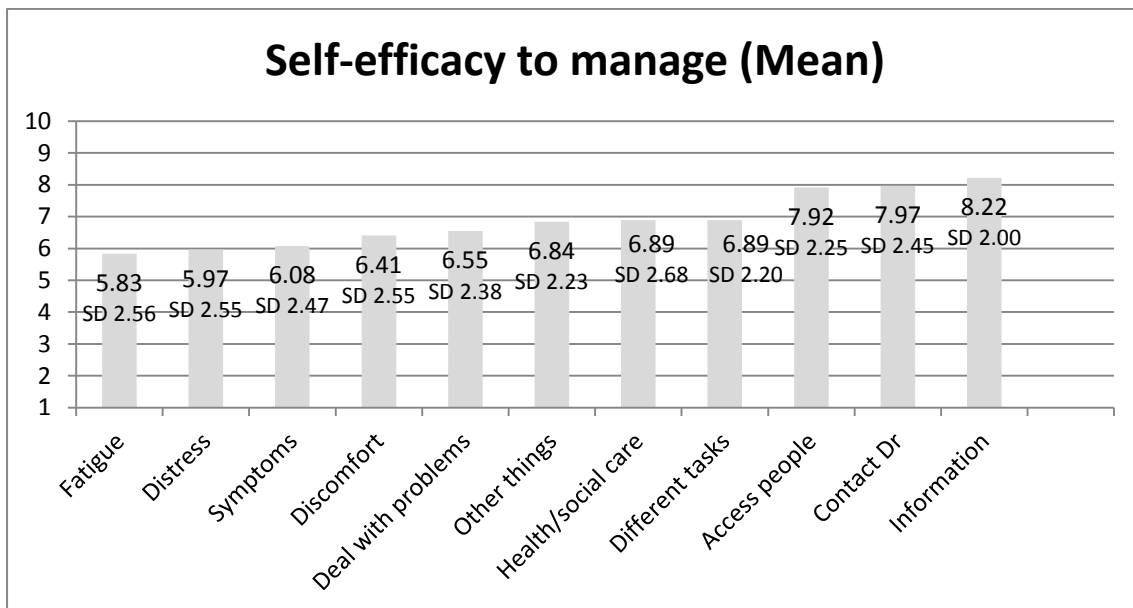 Self-efficacy to manage (Mean)
10
9
8
7
6
5
4
3
2
1
5.83
SD 2.56
5.97
SD 2.55
6.08
SD 2.47
6.41
SD 2.55
6.55
SD 2.38
6.84
SD 2.23
6.89
SD 2.68
6.89
SD 2.20
7.92
SD 2.25
7.97
SD 2.45
8.22
SD 2.00
Fatigue
Distress
Symptoms
Discomfort
Deal with problems
Other things
Health/social care
Different tasks
Access people
Contact Dr
Information